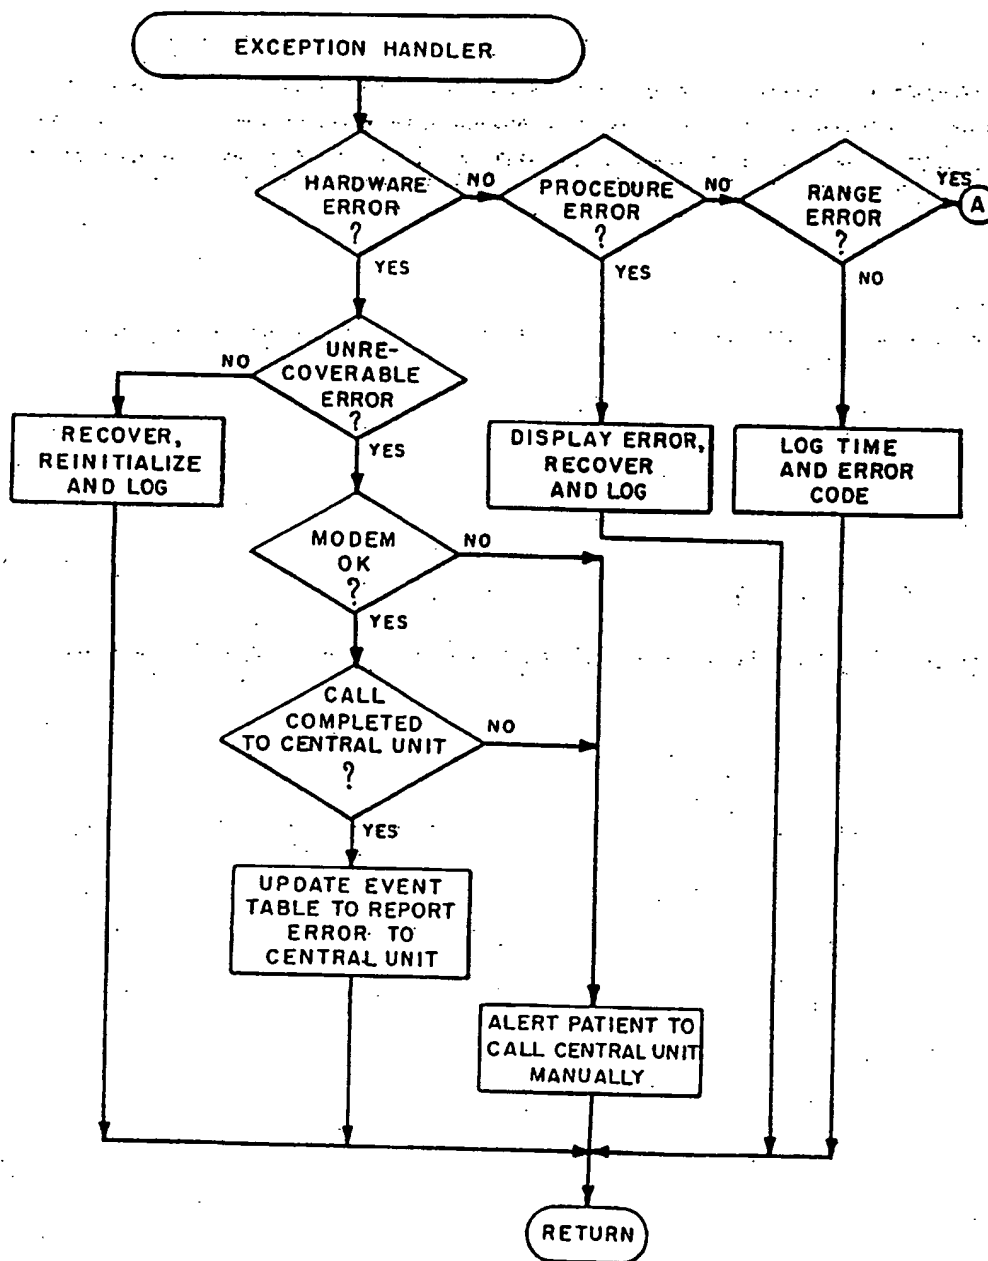 EXCEPTION HANDLER
HARDWARE
ERROR
?
NO
YES
PROCEDURE
ERROR
?
NO
YES
RANGE
ERROR
?
YES
A
NO
UNRE-
COVERABLE
ERROR
?
NO
YES
RECOVER,
REINITIALIZE
AND LOG
DISPLAY ERROR,
RECOVER
AND LOG
LOG TIME
AND ERROR
CODE
MODEM
OK
?
NO
YES
CALL
COMPLETED
TO CENTRAL UNIT
?
NO
YES
UPDATE EVENT
TABLE TO REPORT
ERROR TO
CENTRAL UNIT
ALERT PATIENT TO
CALL CENTRAL UNIT
MANUALLY
RETURN